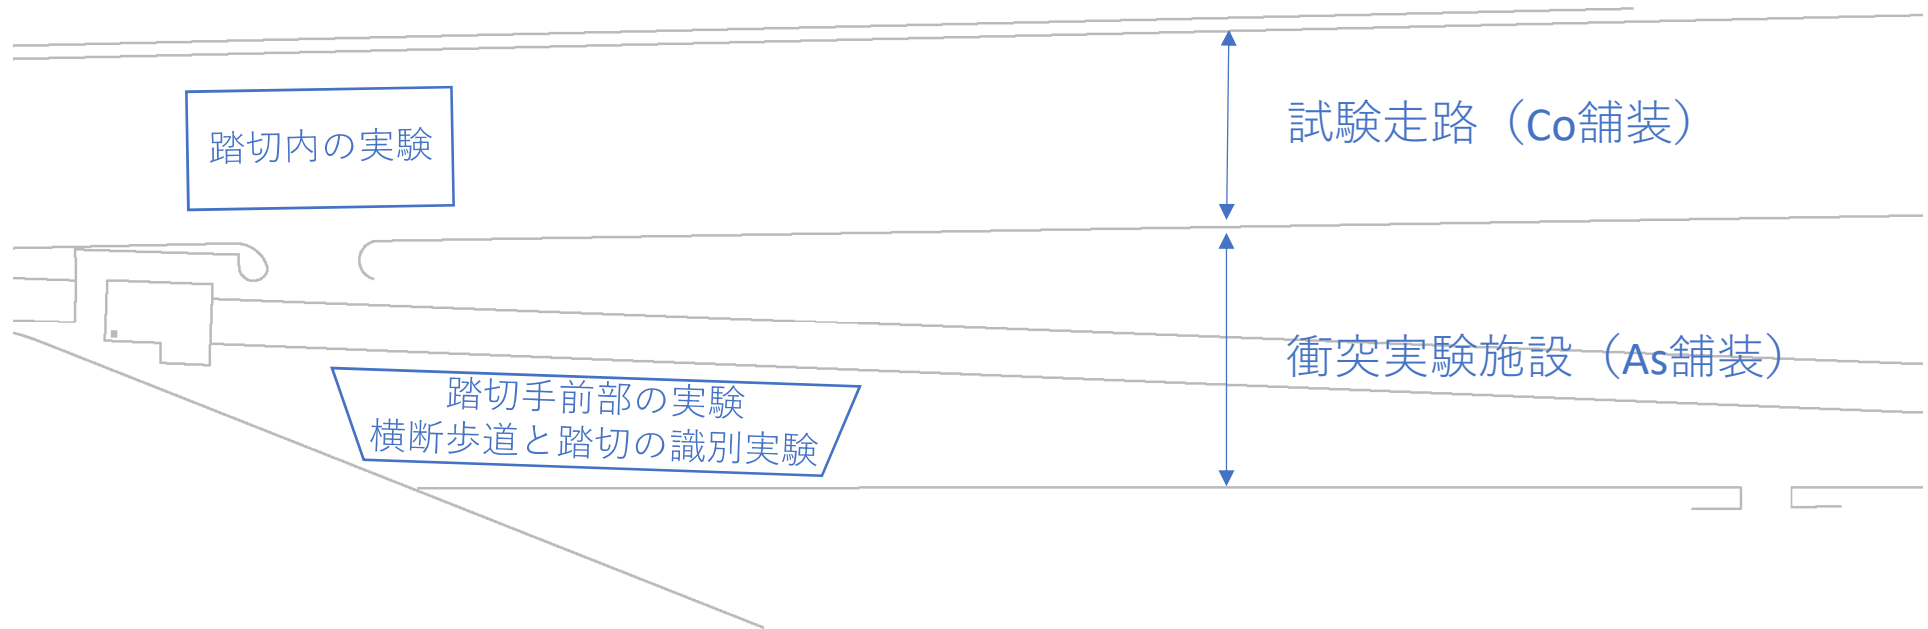 試験走路（Co舗装）
踏切内の実験
衝突実験施設（As舗装）
踏切手前部の実験
横断歩道と踏切の識別実験